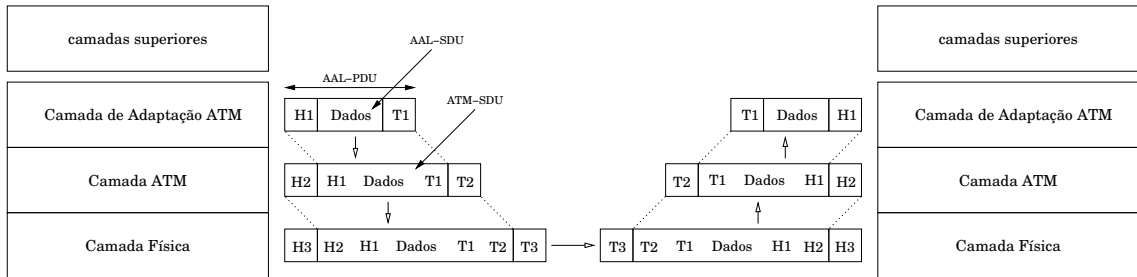 camadas superiores
AAL–SDU
camadas superiores
AAL–PDU
ATM–SDU
Camada de Adaptação ATM
H1 Dados T1
T1 Dados H1
Camada de Adaptação ATM
Camada ATM
H2 H1 Dados T1 T2
T2 T1 Dados H1 H2
Camada ATM
Camada Física
H3 H2 H1 Dados T1 T2 T3
T3 T2 T1 Dados H1 H2 H3
Camada Física